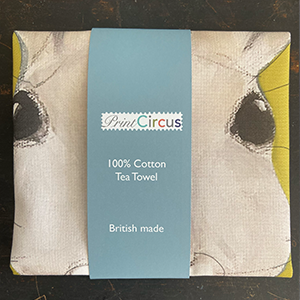 Print Circus
100% Cotton
Tea Towel
British made